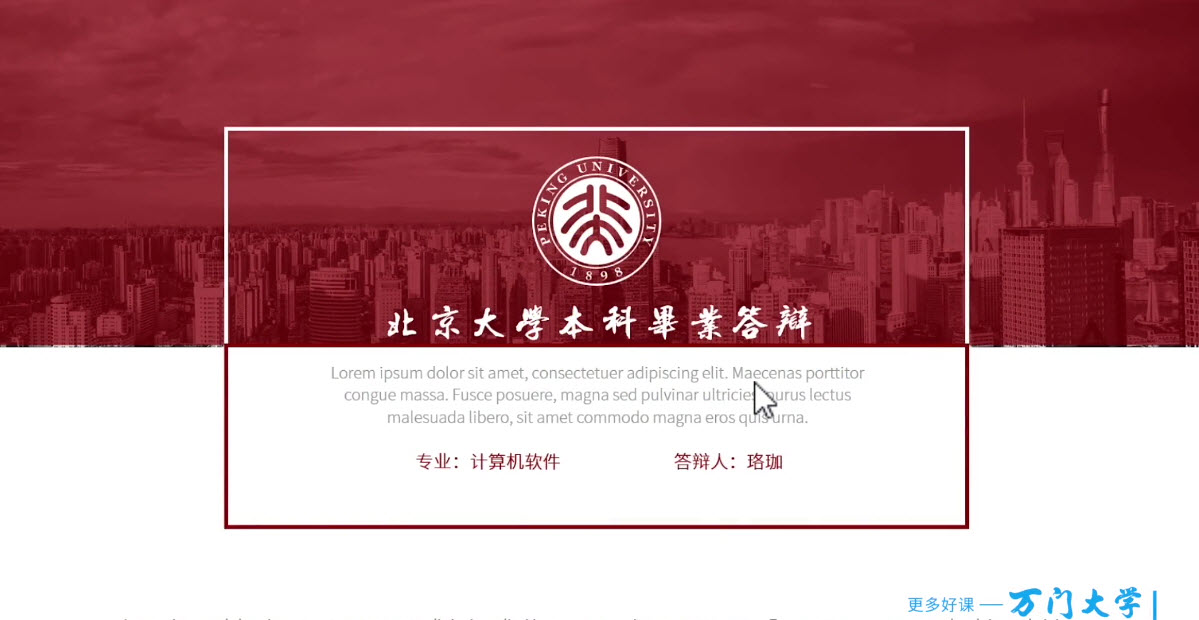 PEKING UNIVERSITY
1898
北京大學本科畢業答辯
Lorem ipsum dolor sit amet, consectetuer adipiscing elit. Maecenas porttitor
congue massa. Fusce posuere, magna sed pulvinar ultricies, purus lectus
malesuada libero, sit amet commodo magna eros quis urna.
专业：计算机软件
答辩人：珞珈
更多好课 — 万门大学